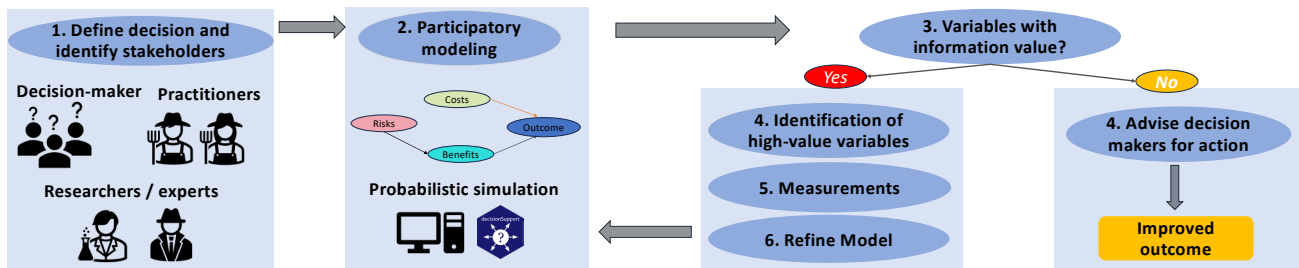 1. Define decision and
identify stakeholders
Decision-maker
Practitioners
? ? ?
Researchers / experts
2. Participatory
modeling
Costs
Risks
Outcome
Benefits
Probabilistic simulation
decisionSupport
?
3. Variables with
information value?
Yes
No
4. Identification of
high-value variables
5. Measurements
6. Refine Model
4. Advise decision
makers for action
Improved
outcome